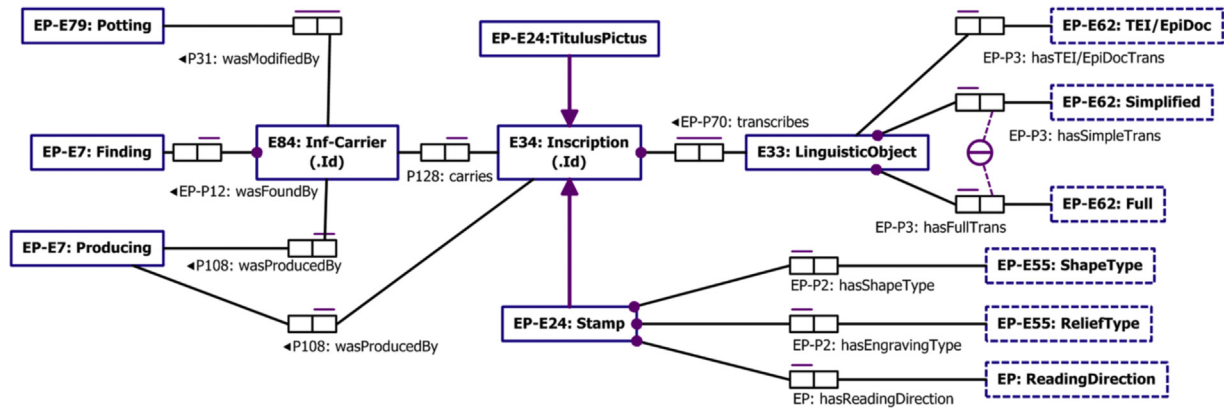 EP-E79: Potting
◄P31: wasModifiedBy
EP-E24:TitulusPictus
EP-E62: TEI/EpiDoc
EP-P3: hasTEI/EpiDocTrans
EP-E62: Simplified
◄EP-P70: transcribes
EP-P3: hasSimpleTrans
EP-E7: Finding
E84: Inf-Carrier
(.Id)
E34: Inscription
(.Id)
E33: LinguisticObject
P128: carries
◄EP-P12: wasFoundBy
EP-E62: Full
EP-P3: hasFullTrans
EP-E7: Producing
◄P108: wasProducedBy
EP-E55: ShapeType
EP-P2: hasShapeType
◄P108: wasProducedBy
EP-E24: Stamp
EP-E55: ReliefType
EP-P2: hasEngravingType
EP: ReadingDirection
EP: hasReadingDirection